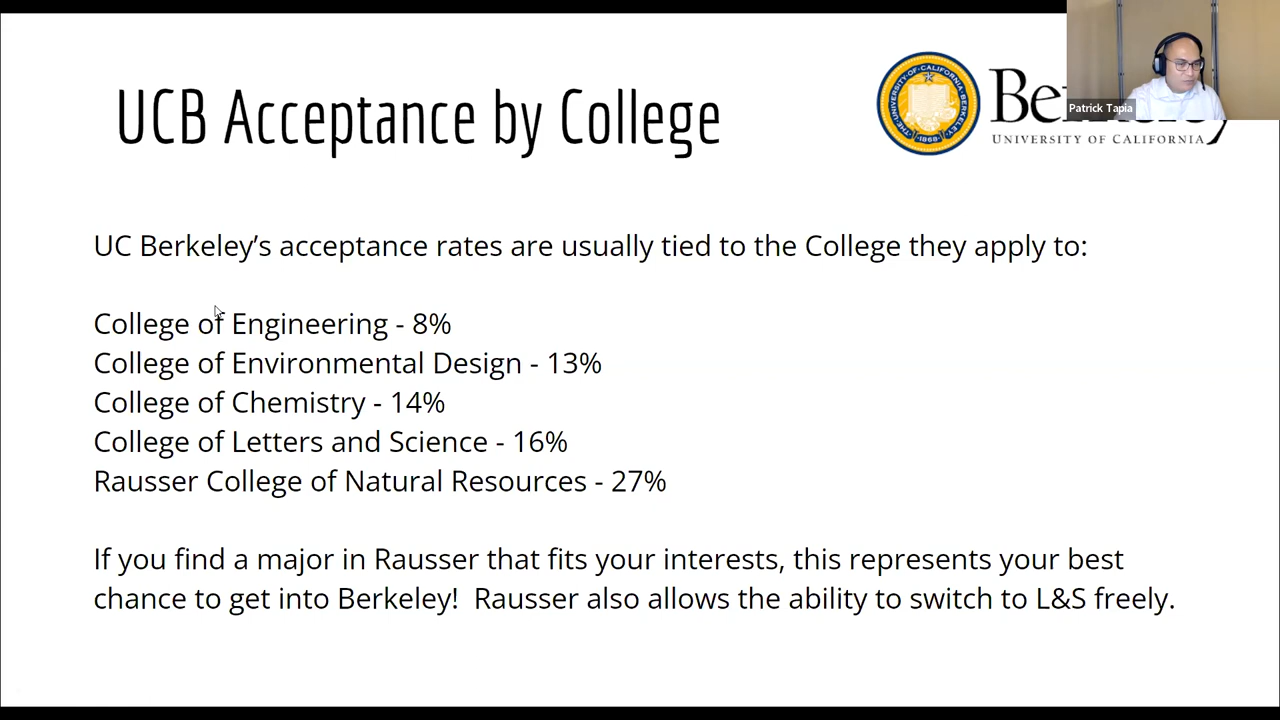 UCB Acceptance by College
UNIVERSITY OF CALIFORNIA
Patrick Tapia
UC Berkeley’s acceptance rates are usually tied to the College they apply to:
College of Engineering - 8%
College of Environmental Design - 13%
College of Chemistry - 14%
College of Letters and Science - 16%
Rausser College of Natural Resources - 27%
If you find a major in Rausser that fits your interests, this represents your best
chance to get into Berkeley!  Rausser also allows the ability to switch to L&S freely.